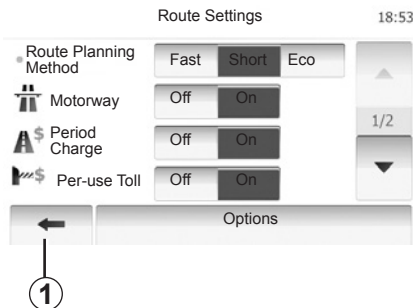 Route Settings 18:53
Route Planning
Method Fast Short Eco
Motorway Off On
1/2
$ Period
Charge Off On
$ Per-use Toll Off On
Options
1